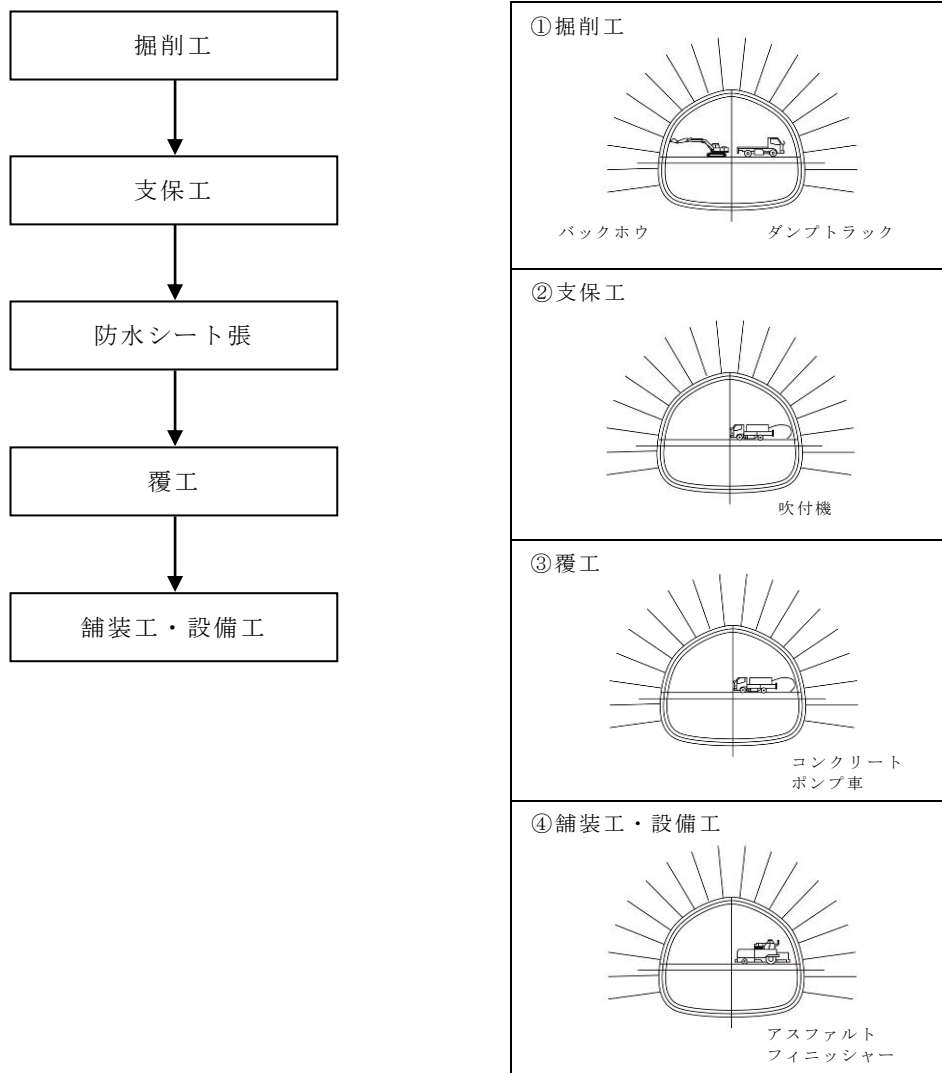 掘削工
支保工
防水シート張
覆工
舗装工・設備工
①掘削工
バックホウ
ダンプトラック
②支保工
吹付機
③覆工
コンクリート
ポンプ車
④舗装工・設備工
アスファルト
フィニッシャー